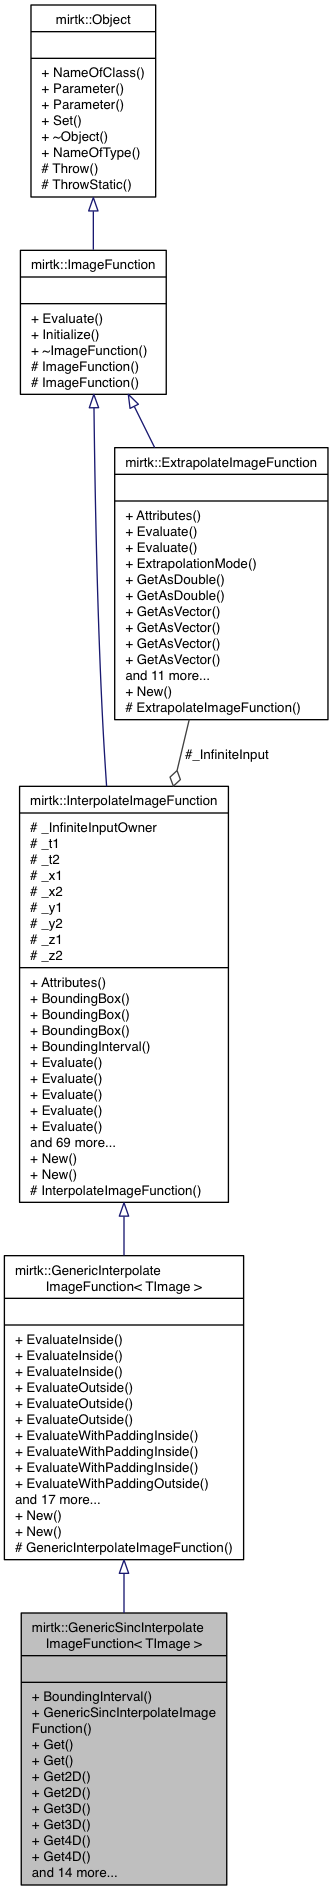 mirtk::Object
+ NameOfClass()
+ Parameter()
+ Parameter()
+ Set()
+ ~Object()
+ NameOfType()
# Throw()
# ThrowStatic()
mirtk::ImageFunction
+ Evaluate()
+ Initialize()
+ ~ImageFunction()
# ImageFunction()
# ImageFunction()
mirtk::ExtrapolateImageFunction
+ Attributes()
+ Evaluate()
+ Evaluate()
+ ExtrapolationMode()
+ GetAsDouble()
+ GetAsDouble()
+ GetAsVector()
+ GetAsVector()
+ GetAsVector()
+ GetAsVector()
and 11 more...
+ New()
# ExtrapolateImageFunction()
#_InfiniteInput
mirtk::InterpolateImageFunction
# _InfiniteInputOwner
# _t1
# _t2
# _x1
# _x2
# _y1
# _y2
# _z1
# _z2
+ Attributes()
+ BoundingBox()
+ BoundingBox()
+ BoundingBox()
+ BoundingInterval()
+ Evaluate()
+ Evaluate()
+ Evaluate()
+ Evaluate()
+ Evaluate()
and 69 more...
+ New()
+ New()
# InterpolateImageFunction()
mirtk::GenericInterpolate
ImageFunction< TImage >
+ EvaluateInside()
+ EvaluateInside()
+ EvaluateInside()
+ EvaluateOutside()
+ EvaluateOutside()
+ EvaluateOutside()
+ EvaluateWithPaddingInside()
+ EvaluateWithPaddingInside()
+ EvaluateWithPaddingInside()
+ EvaluateWithPaddingOutside()
and 17 more...
+ New()
+ New()
# GenericInterpolateImageFunction()
mirtk::GenericSincInterpolate
ImageFunction< TImage >
+ BoundingInterval()
+ GenericSincInterpolateImage
Function()
+ Get()
+ Get()
+ Get2D()
+ Get2D()
+ Get3D()
+ Get3D()
+ Get4D()
+ Get4D()
and 14 more...